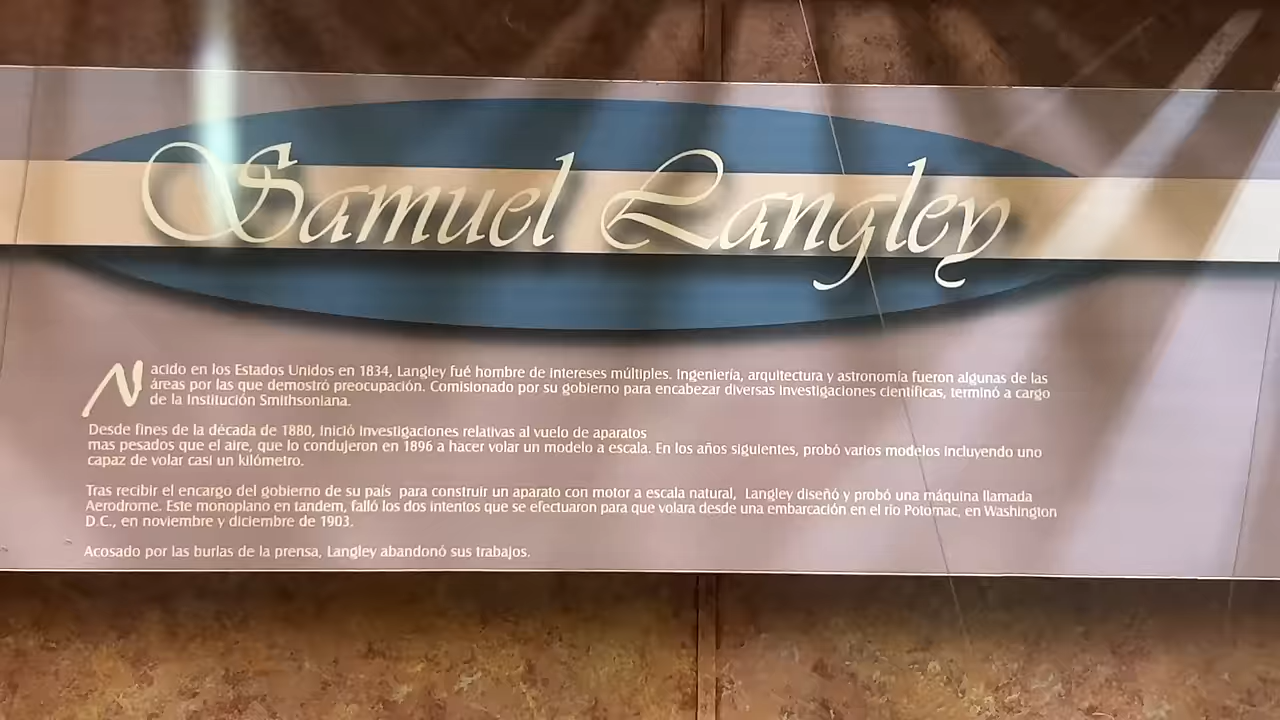 Samuel Langley
Nacido en los Estados Unidos en 1834, Langley fué hombre de intereses múltiples. Ingeniería, arquitectura y astronomía fueron algunas de las
áreas por las que demostró preocupación. Comisionado por su gobierno para encabezar diversas investigaciones científicas, terminó a cargo
de la Institución Smithsoniana.
Desde fines de la década de 1880, inició investigaciones relativas al vuelo de aparatos
mas pesados que el aire, que lo condujeron en 1896 a hacer volar un modelo a escala. En los años siguientes, probó varios modelos incluyendo uno
capaz de volar casi un kilómetro.
Tras recibir el encargo del gobierno de su país para construir un aparato con motor a escala natural, Langley diseñó y probó una máquina llamada
Aerodrome. Este monoplano en tandem, falló los dos intentos que se efectuaron para que volara desde una embarcación en el río Potomac, en Washington
D.C., en noviembre y diciembre de 1903.
Acosado por las burlas de la prensa, Langley abandonó sus trabajos.